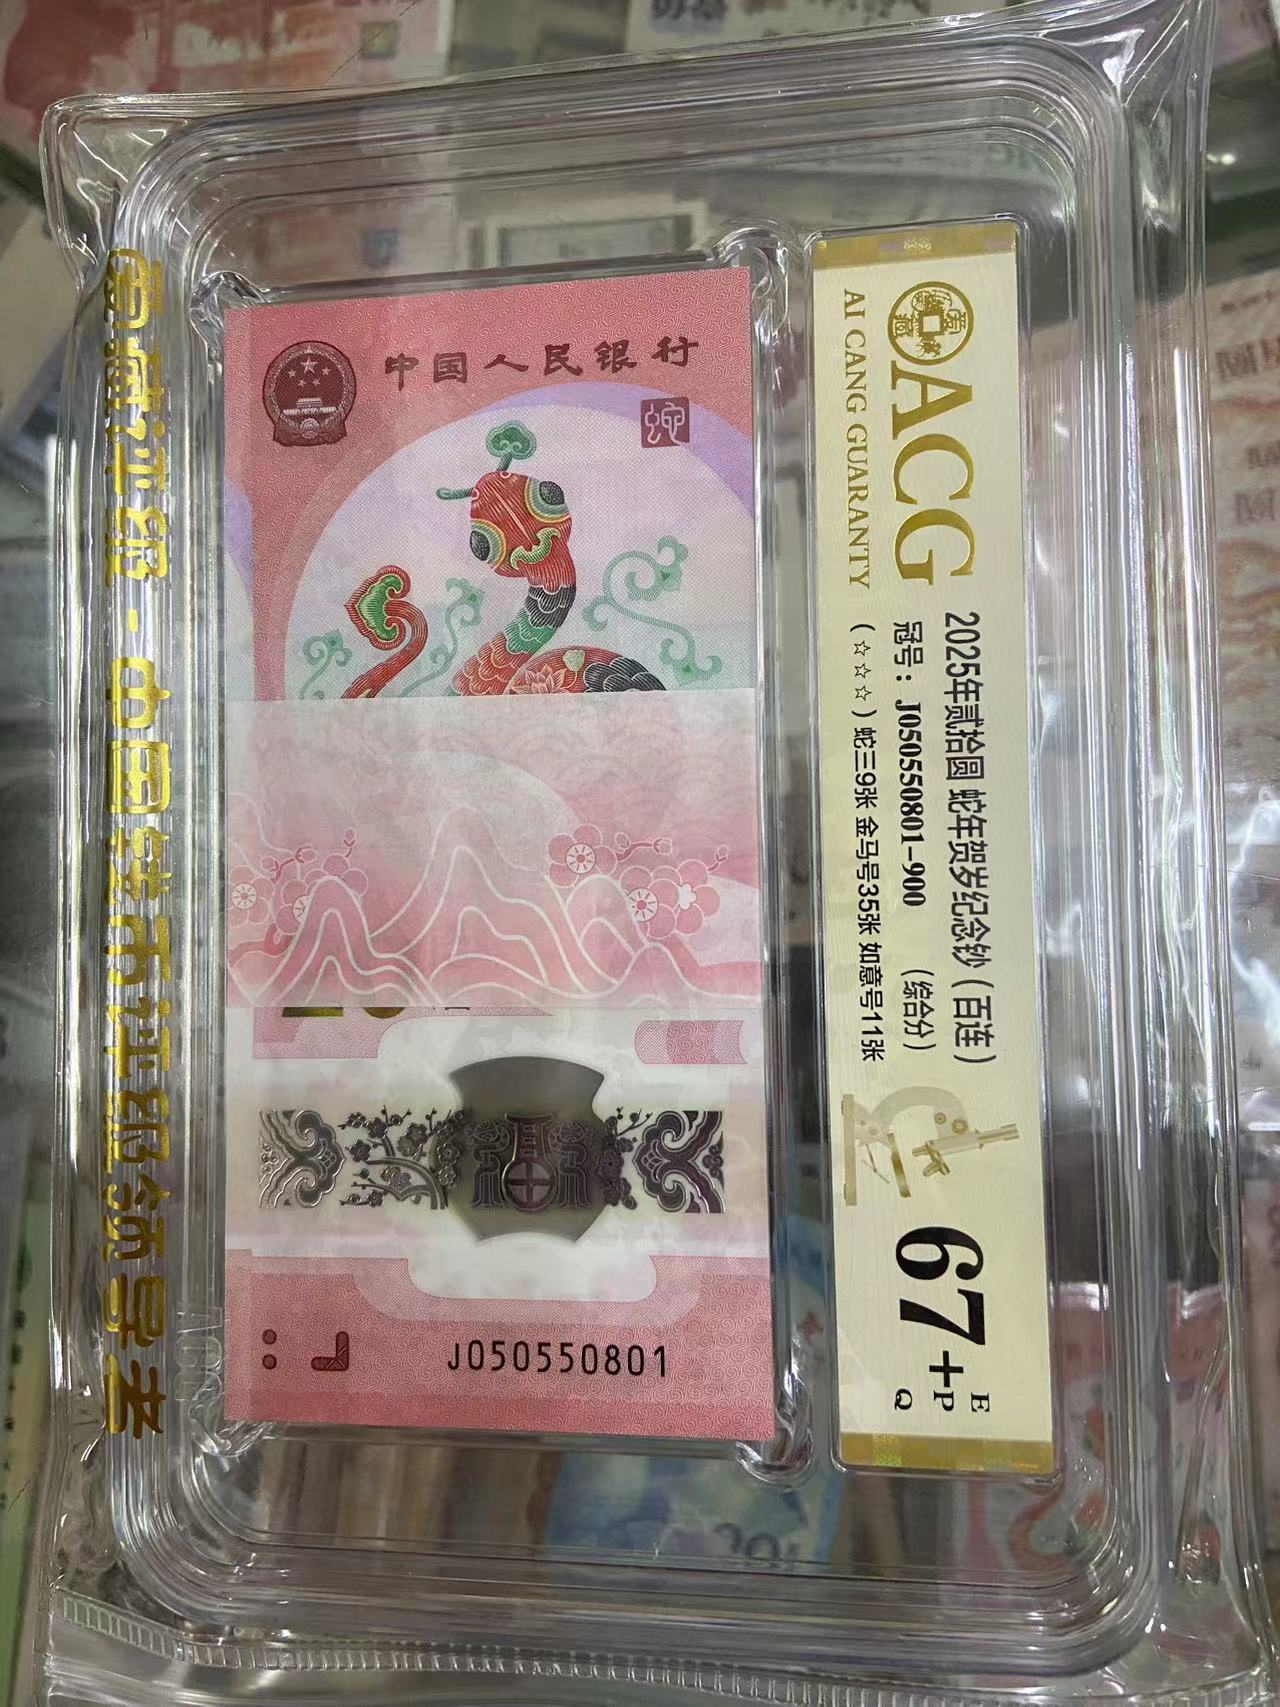 中国人民银行
蛇
J050550801
ACG
AI CANG GUARANTY
2025年贰拾圆 蛇年贺岁纪念钞（百连）
冠号：J050550801-900 （综合分）
（☆☆☆）蛇三9张 金马号35张 如意号11张
67+
E
P
Q
爱藏评级 - 中国钱币评级领导者